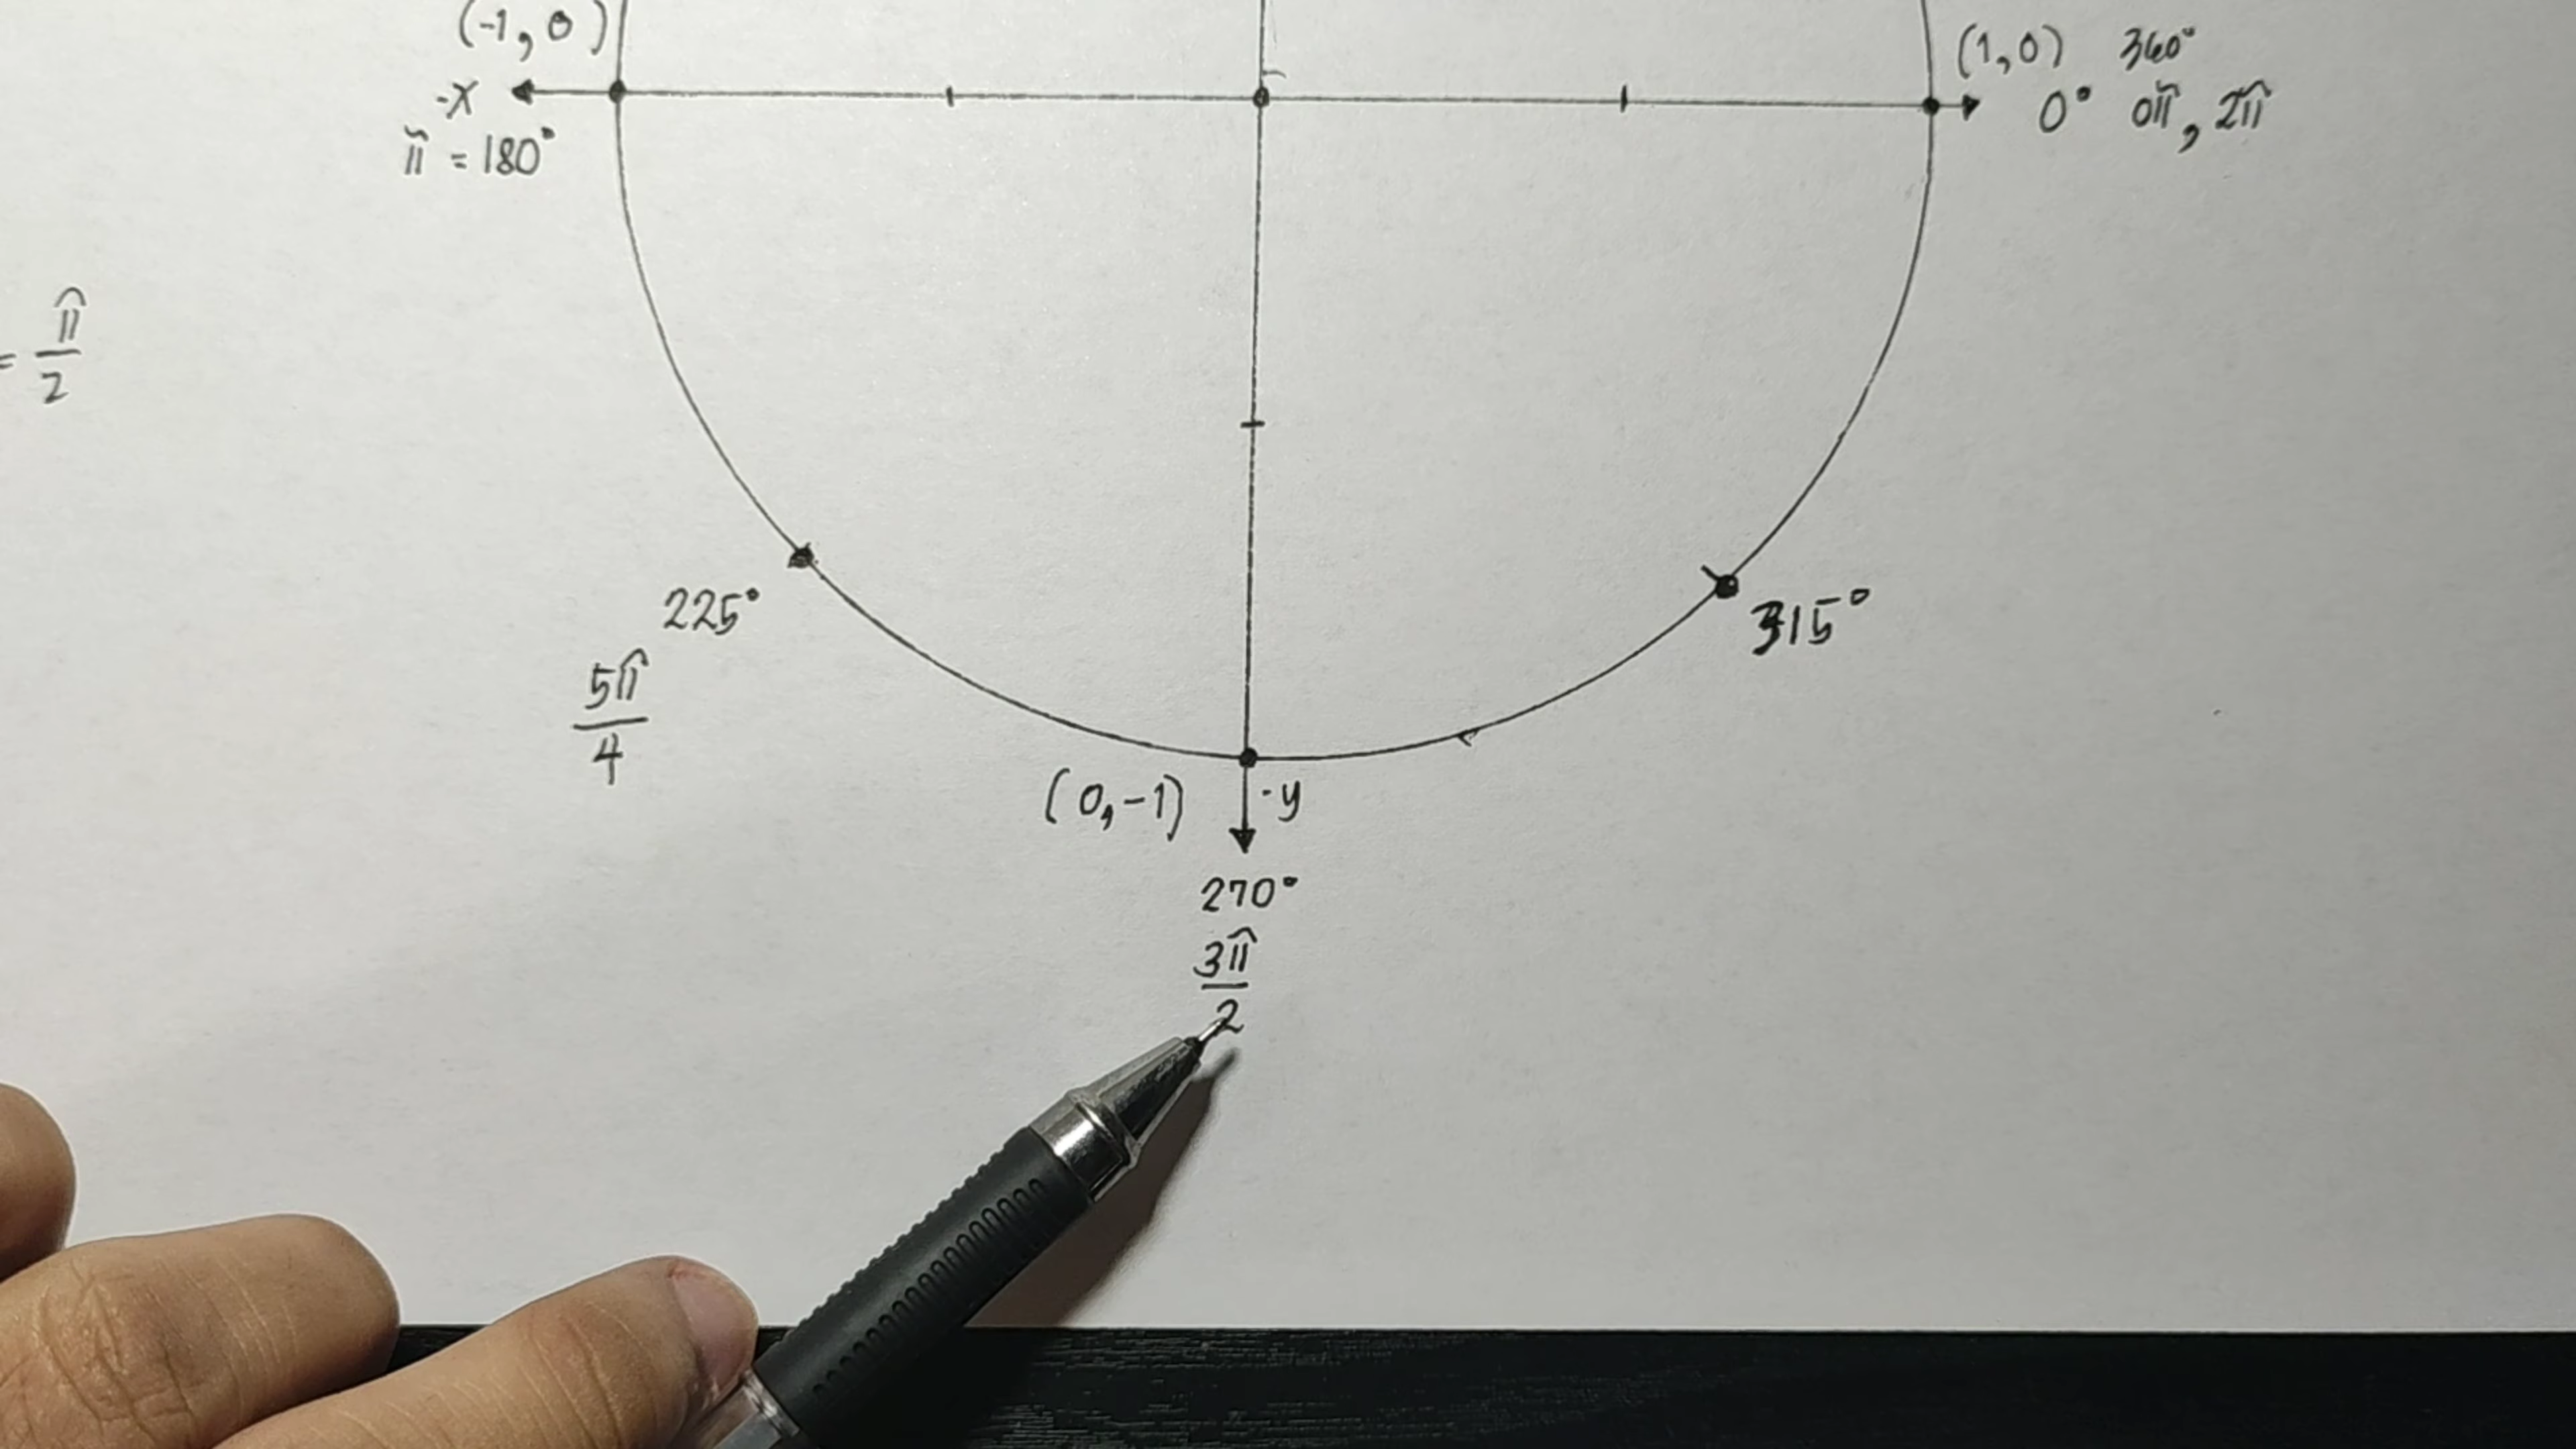 (-1, 0)
(1,0) 360°
-x
0° 0π, 2π
π = 180°
= π/2
225°
315°
5π/4
(0,-1) -y
270°
3π/2